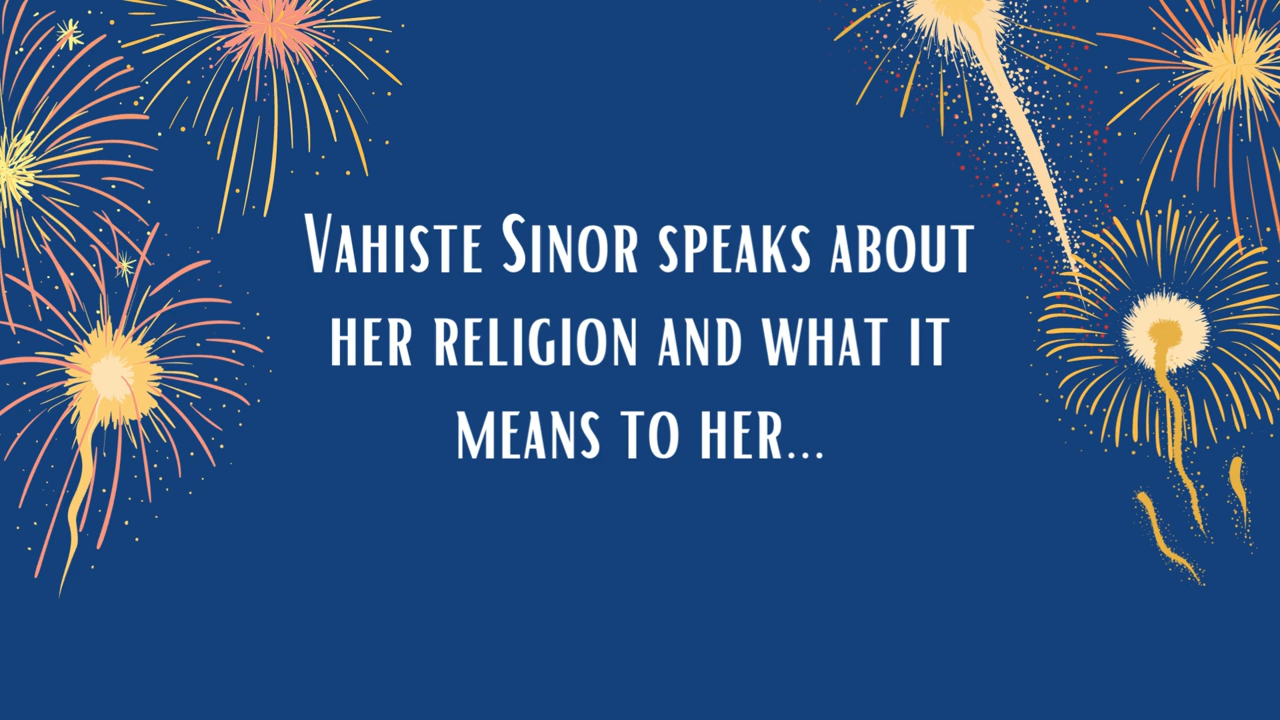 Vahiste Sinor speaks about
her religion and what it
means to her...